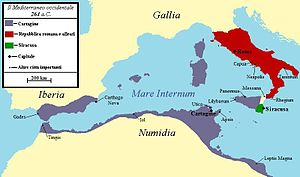 Il Mediterraneo occidentale
264 a.C.
Cartagine
Repubblica romana e alleati
Siracusa
Capitale
Altre città importanti
200 km
Gallia
Roma
Capua
Neapolis
Tarentum
Iberia
Mare Internum
Panormus
Messana
Carthago
Nova
Utica
Lilybaeum
Rhegium
Gades
Cartagine
Siracusa
Tingis
Iol
Aspis
Numidia
Leptis Magna